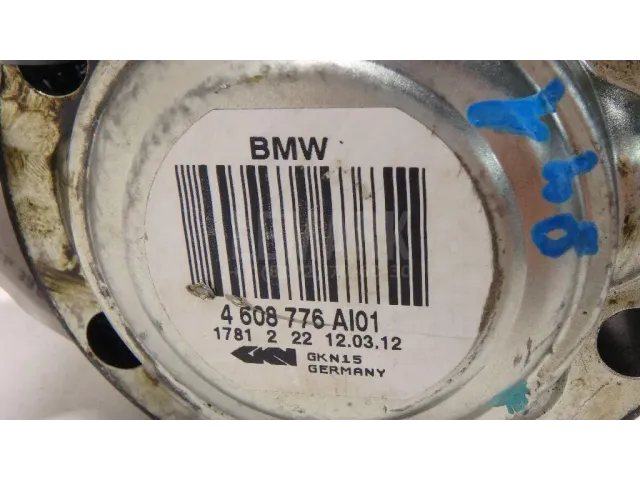 BMW
4 608 776 AI01
1781 2 22 12.03.12
GKN GKN15
GERMANY